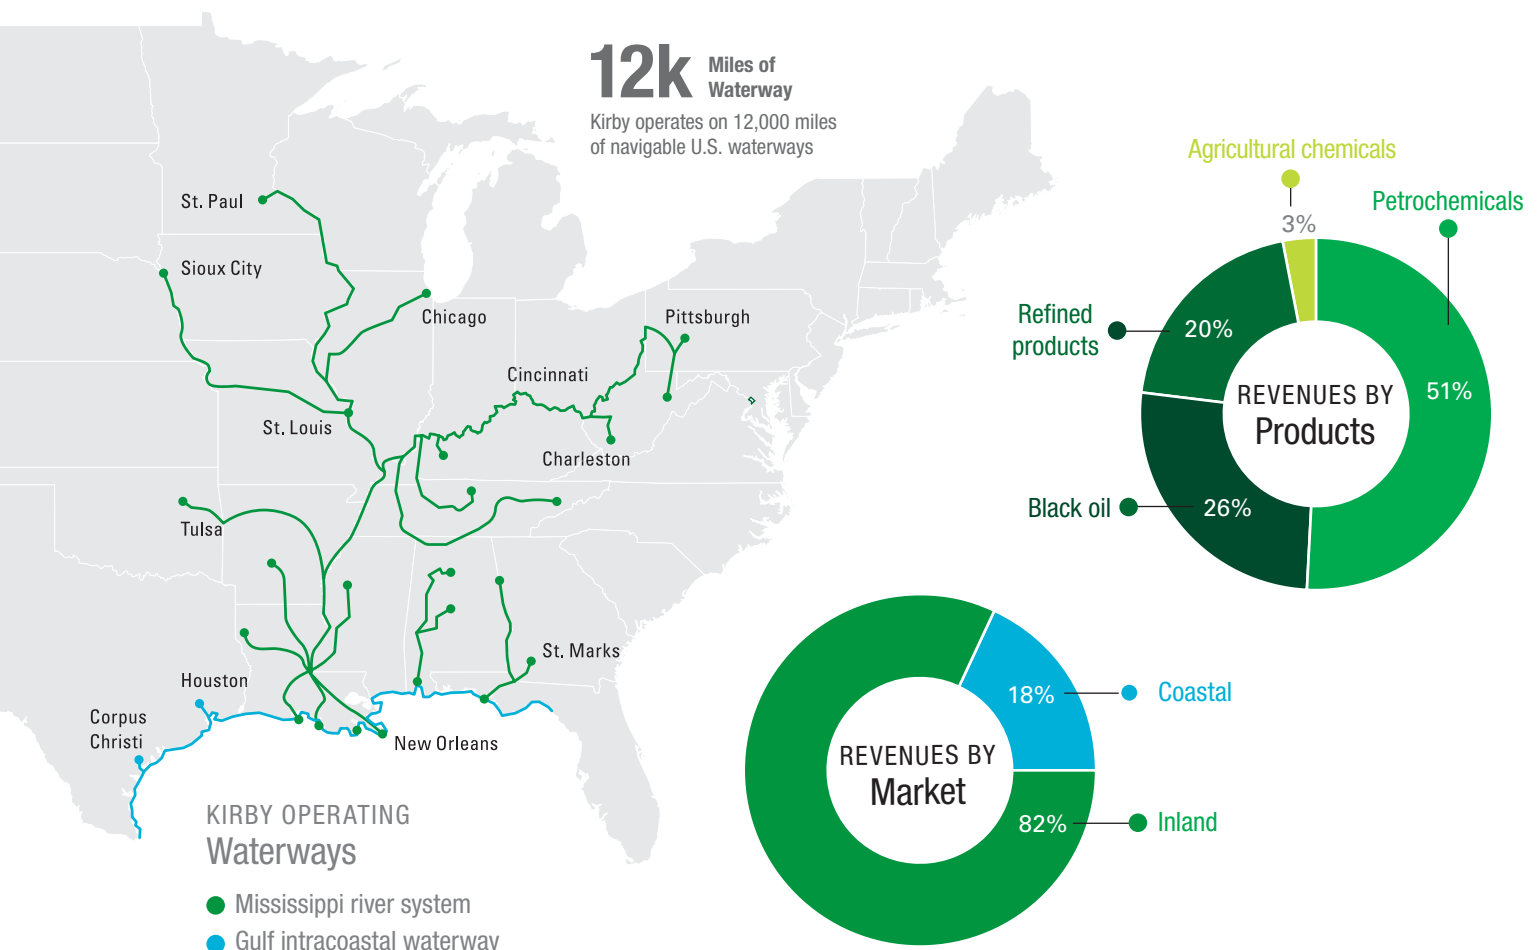 12k
Miles of
Waterway
Kirby operates on 12,000 miles
of navigable U.S. waterways
St. Paul
Sioux City
Chicago
Pittsburgh
Cincinnati
St. Louis
Charleston
Tulsa
St. Marks
Houston
Corpus
Christi
New Orleans
KIRBY OPERATING
Waterways
Mississippi river system
Gulf intracoastal waterway
Agricultural chemicals
3%
Petrochemicals
51%
Refined
products
20%
Black oil
26%
REVENUES BY
Products
REVENUES BY
Market
18%
Coastal
82%
Inland